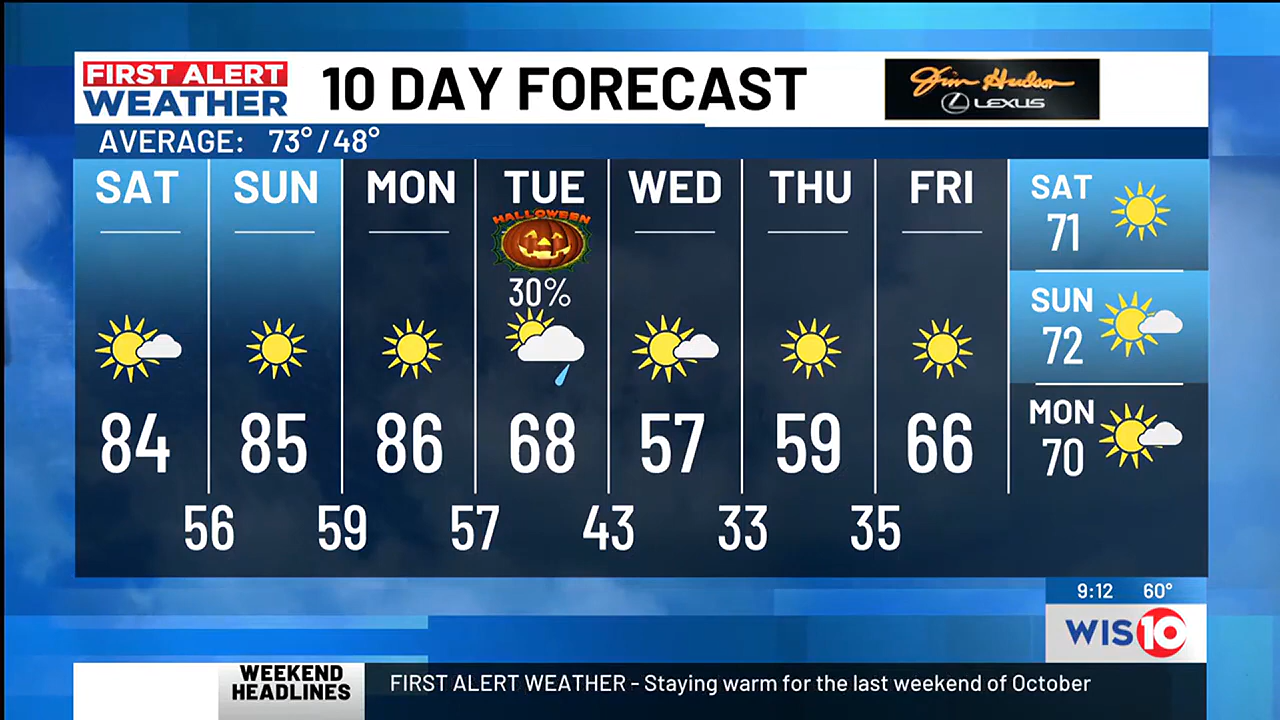 FIRST ALERT
WEATHER
10 DAY FORECAST
Jim Hudson
LEXUS
AVERAGE: 73°/48°
SAT SUN MON TUE WED THU FRI
HALLOWEEN
30%
84 85 86 68 57 59 66
56 59 57 43 33 35
SAT
71
SUN
72
MON
70
9:12 60°
WIS10
WEEKEND
HEADLINES
FIRST ALERT WEATHER - Staying warm for the last weekend of October